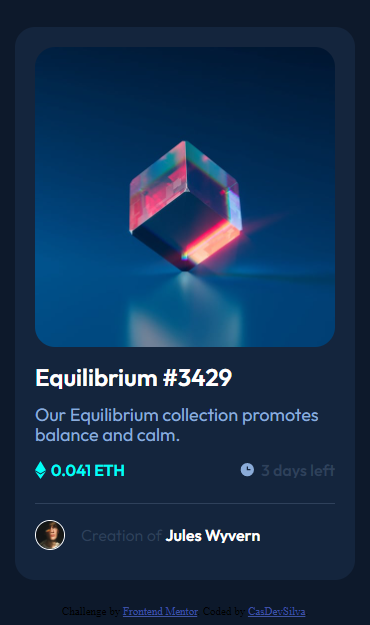 Equilibrium #3429
Our Equilibrium collection promotes
balance and calm.
0.041 ETH
3 days left
Creation of Jules Wyvern
Challenge by Frontend Mentor. Coded by CasDevSilva.